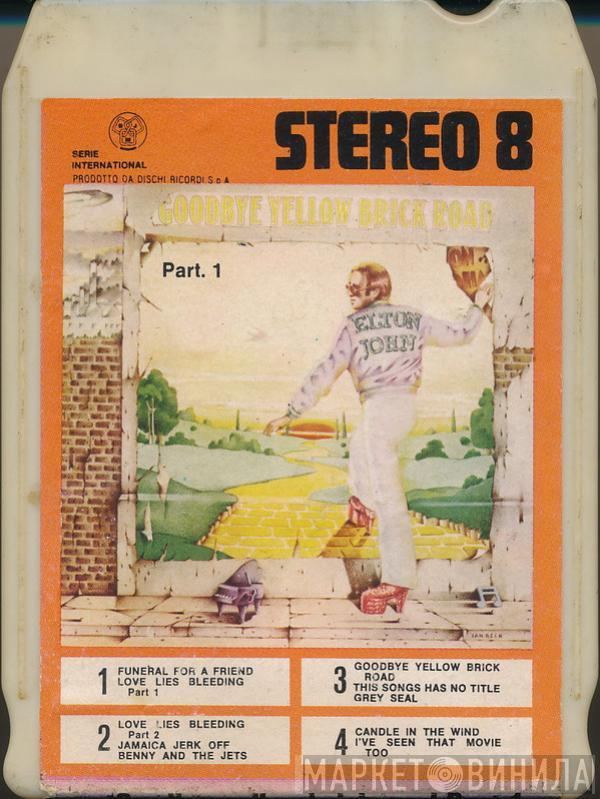 STEREO 8
SERIE
INTERNATIONAL
PRODOTTO DA DISCHI RICORDI S.p.A.
GOODBYE YELLOW BRICK ROAD
Part. 1
ELTON
JOHN
IAN BECK
1 FUNERAL FOR A FRIEND
LOVE LIES BLEEDING
Part 1
2 LOVE LIES BLEEDING
Part 2
JAMAICA JERK OFF
BENNY AND THE JETS
3 GOODBYE YELLOW BRICK
ROAD
THIS SONGS HAS NO TITLE
GREY SEAL
4 CANDLE IN THE WIND
I'VE SEEN THAT MOVIE
TOO
МАРКЕТ ВИНИЛА